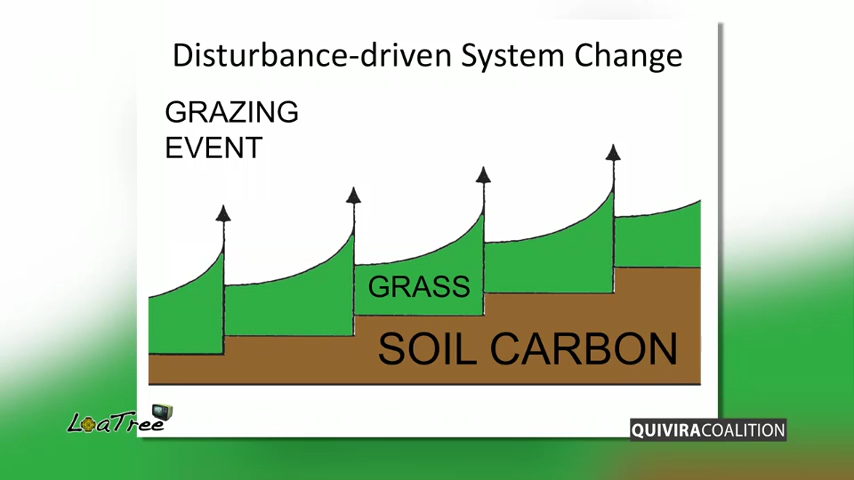 Disturbance-driven System Change
GRAZING
EVENT
GRASS
SOIL CARBON
LoaTree
QUIVIRACOALITION